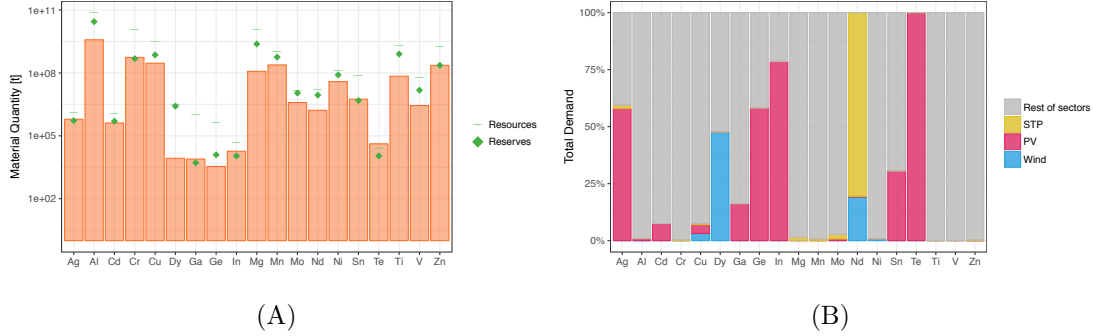 1e+11
1e+08
1e+05
1e+02
Material Quantity [t]
Ag Al Cd Cr Cu Dy Ga Ge In Mg Mn Mo Nd Ni Sn Te Ti V Zn
Resources
Reserves
(A)
100%
75%
50%
25%
0%
Total Demand
Ag Al Cd Cr Cu Dy Ga Ge In Mg Mn Mo Nd Ni Sn Te Ti V Zn
Rest of sectors
STP
PV
Wind
(B)